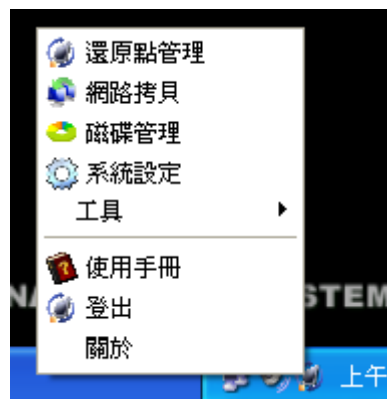 還原點管理
網路拷貝
磁碟管理
系統設定
工具
使用手冊
STEM
登出
關於
上午